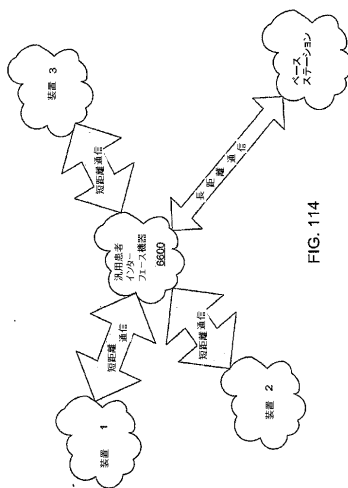 装置 3
短距離通信
汎用患者
インター
フェース機器
6600
短距離通信
装置 1
短距離通信
装置 2
長距離通信
ベース
ステーション
FIG. 114